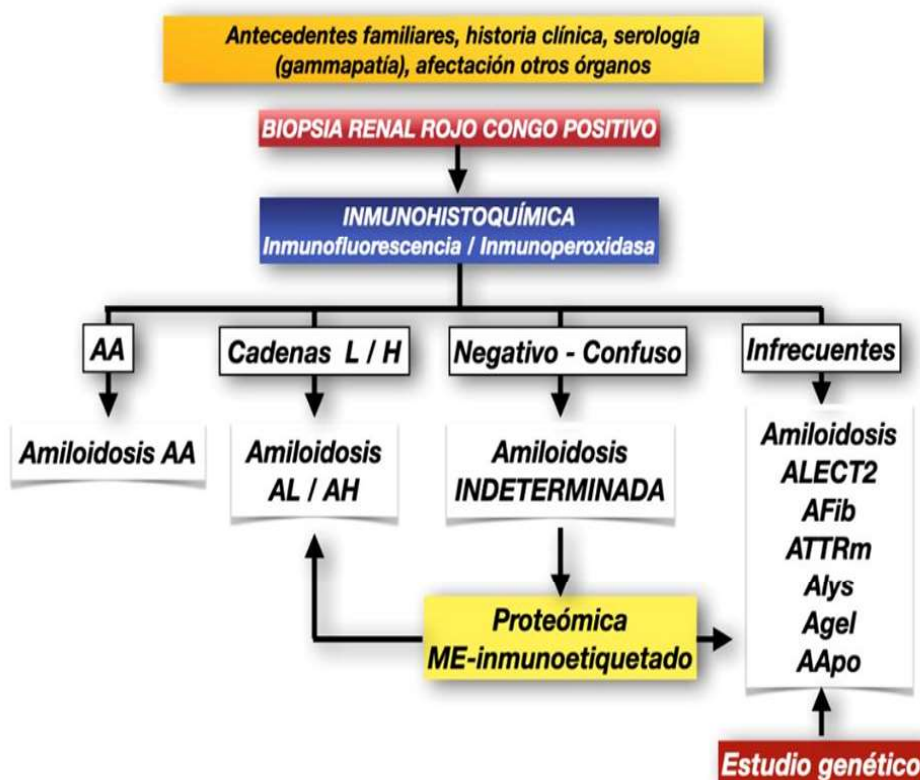 Antecedentes familiares, historia clínica, serología
(gammapatía), afectación otros órganos
BIOPSIA RENAL ROJO CONGO POSITIVO
INMUNOHISTOQUÍMICA
Inmunofluorescencia / Inmunoperoxidasa
AA
Cadenas L / H
Negativo - Confuso
Infrecuentes
Amiloidosis AA
Amiloidosis
AL / AH
Amiloidosis
INDETERMINADA
Amiloidosis
ALECT2
AFib
ATTRm
Alys
Agel
AApo
Proteómica
ME-inmunoetiquetado
Estudio genético